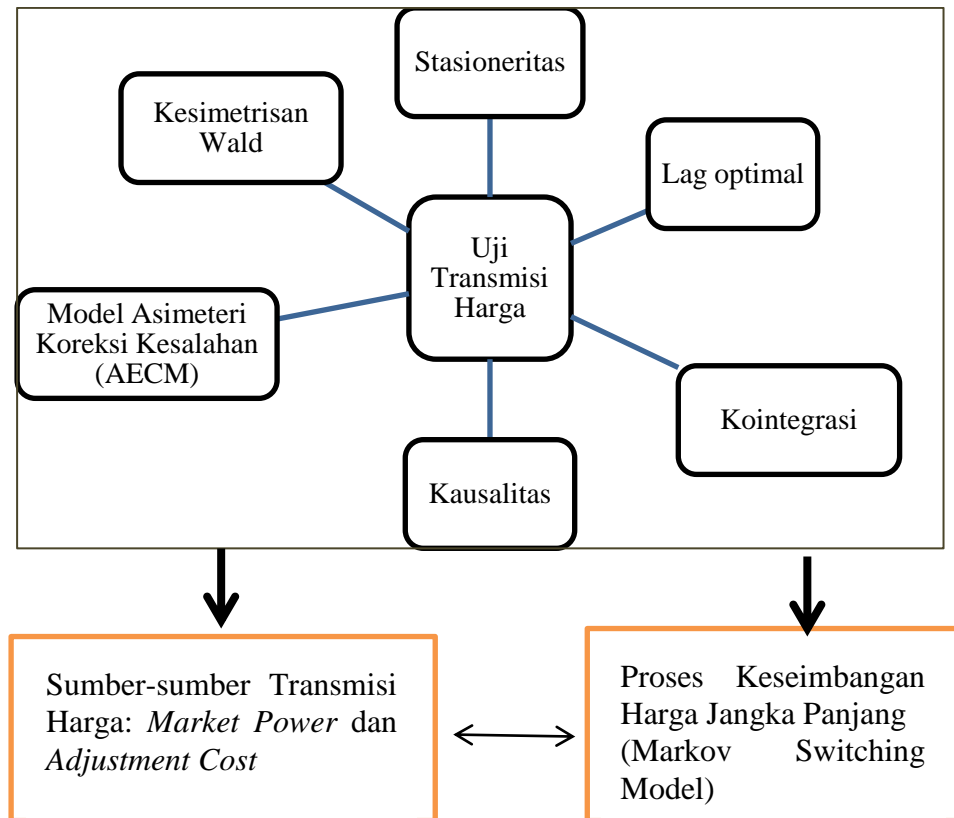 Stasioneritas
Kesimetrisan
Wald
Lag optimal
Uji
Transmisi
Harga
Model Asimeteri
Koreksi Kesalahan
(AECM)
Kointegrasi
Kausalitas
Sumber-sumber Transmisi
Harga: Market Power dan
Adjustment Cost
Proses Keseimbangan
Harga Jangka Panjang
(Markov Switching
Model)